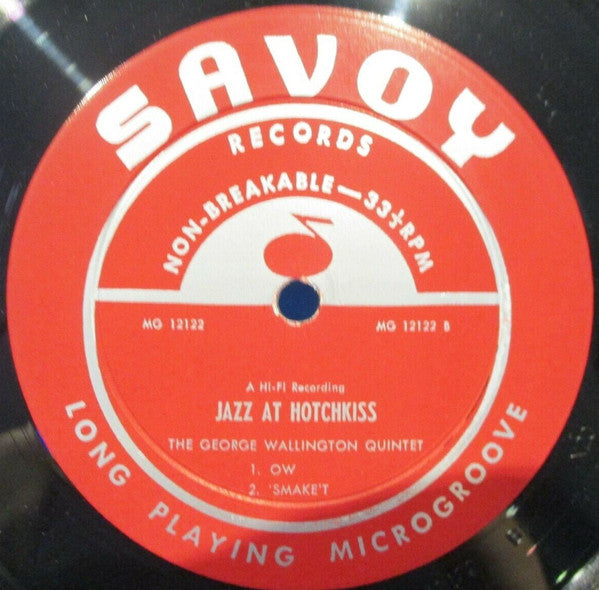 SAVOY
RECORDS
NON-BREAKABLE—33⅓RPM
MG 12122
MG 12122 B
A Hi-Fi Recording
JAZZ AT HOTCHKISS
THE GEORGE WALLINGTON QUINTET
1. OW
2. 'SMAKE'T
LONG PLAYING MICROGROOVE